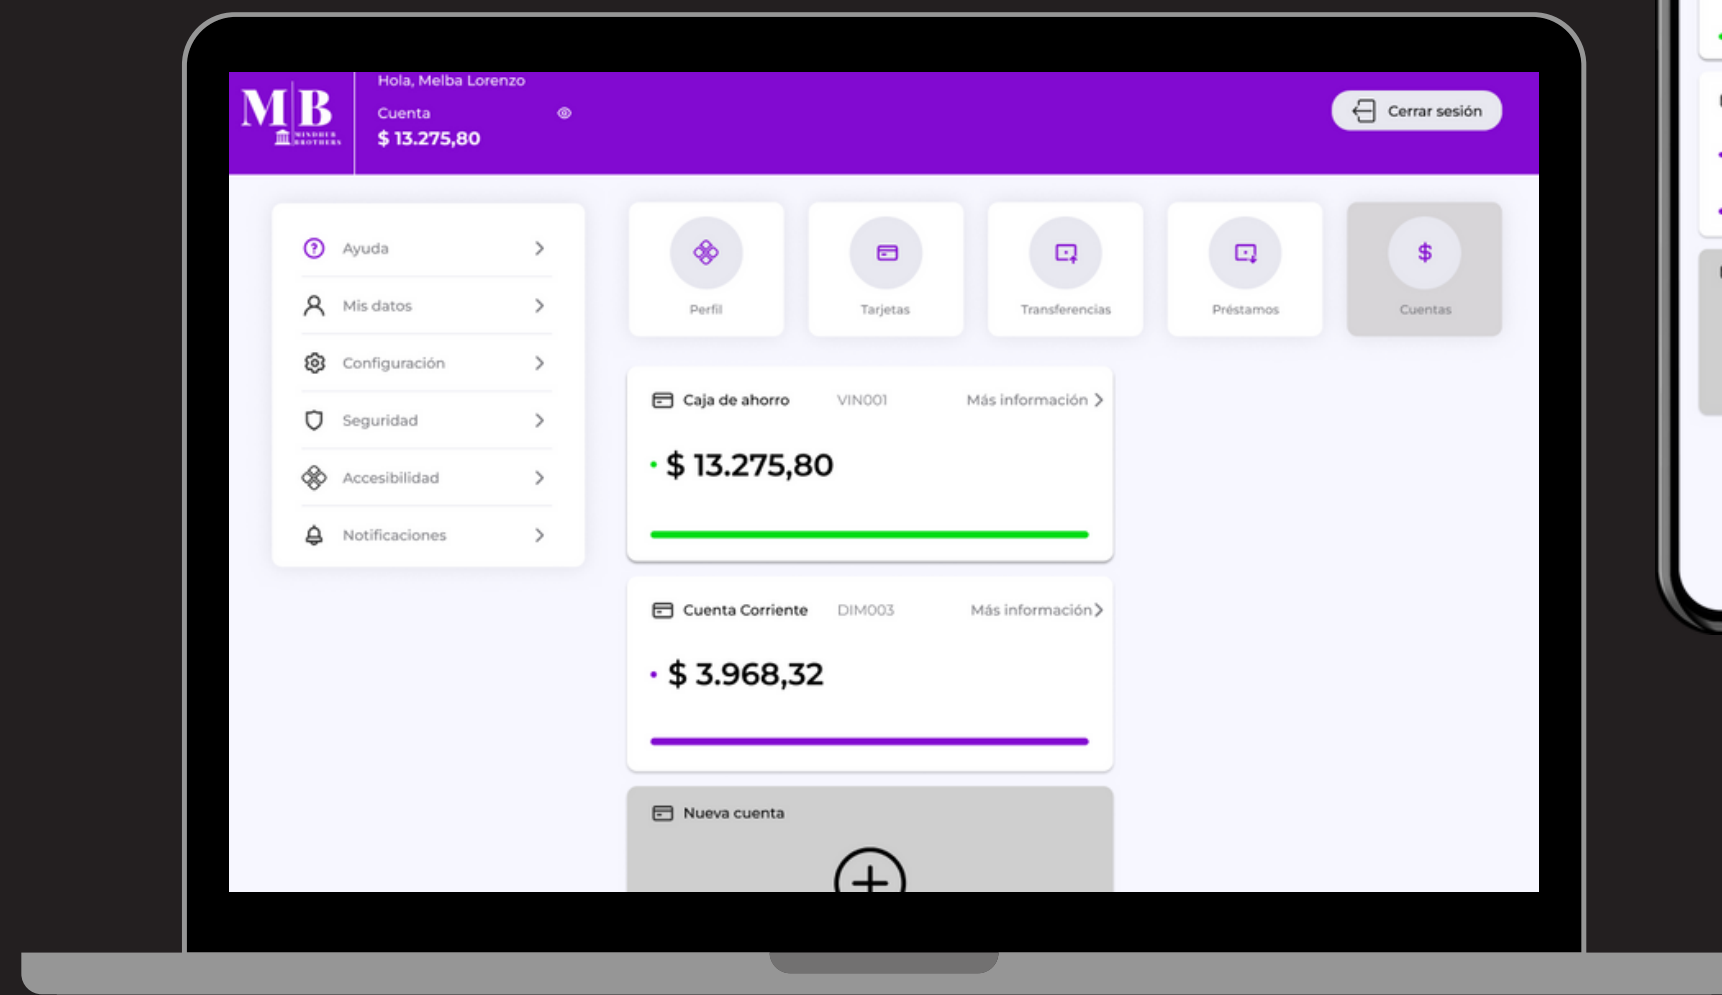 M|B
MINDHUB
BROTHERS
Hola, Melba Lorenzo
Cuenta
$ 13.275,80
Cerrar sesión
Ayuda
Mis datos
Configuración
Seguridad
Accesibilidad
Notificaciones
Perfil
Tarjetas
Transferencias
Préstamos
Cuentas
$
Caja de ahorro VIN001 Más información
$ 13.275,80
Cuenta Corriente DIM003 Más información
$ 3.968,32
Nueva cuenta